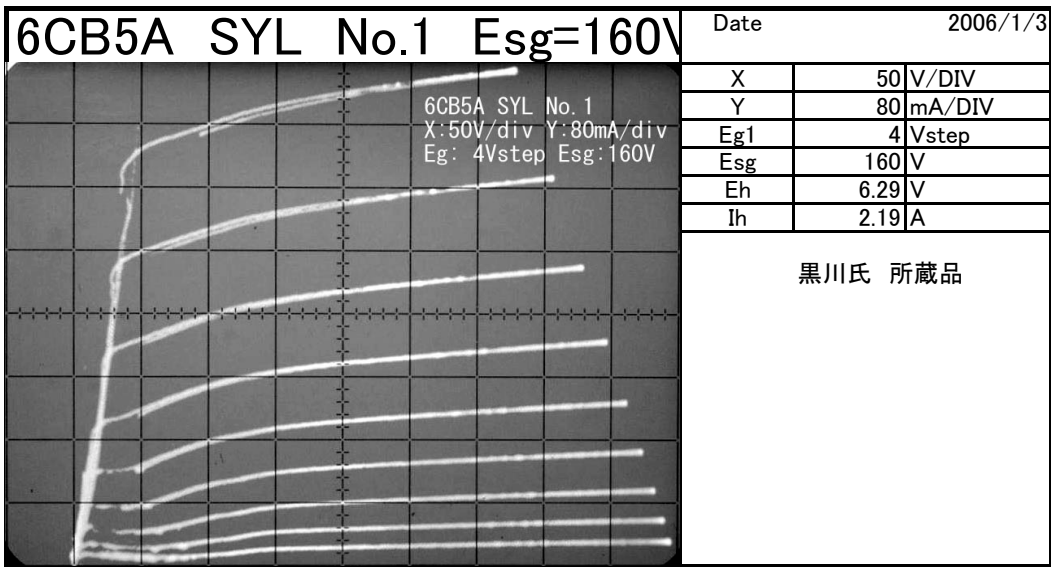 6CB5A SYL No.1 Esg=160V
Date 2006/1/3
6CB5A SYL No.1
X:50V/div Y:80mA/div
Eg: 4Vstep Esg:160V
X 50 V/DIV
Y 80 mA/DIV
Eg1 4 Vstep
Esg 160 V
Eh 6.29 V
Ih 2.19 A
黒川氏 所蔵品